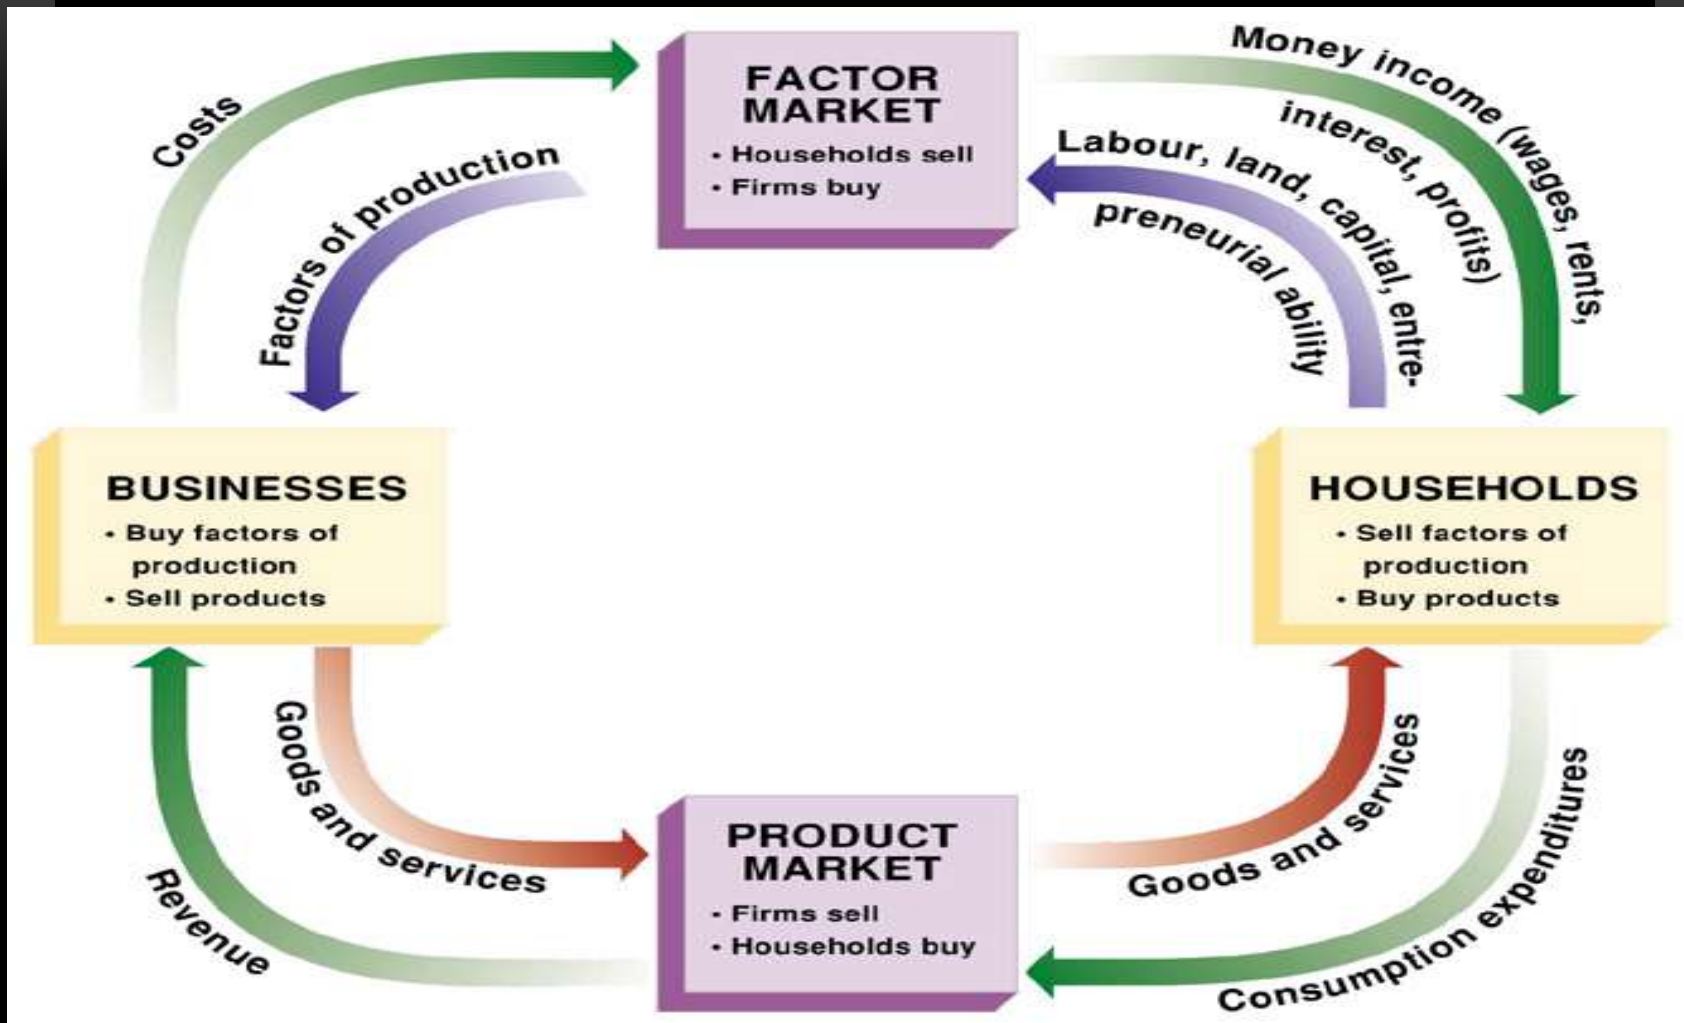 Costs
FACTOR
MARKET
• Households sell
• Firms buy
Money income (wages, rents,
interest, profits)
Factors of production
Labour, land, capital, entre-
preneurial ability
BUSINESSES
• Buy factors of
production
• Sell products
HOUSEHOLDS
• Sell factors of
production
• Buy products
Goods and services
Revenue
PRODUCT
MARKET
• Firms sell
• Households buy
Goods and services
Consumption expenditures